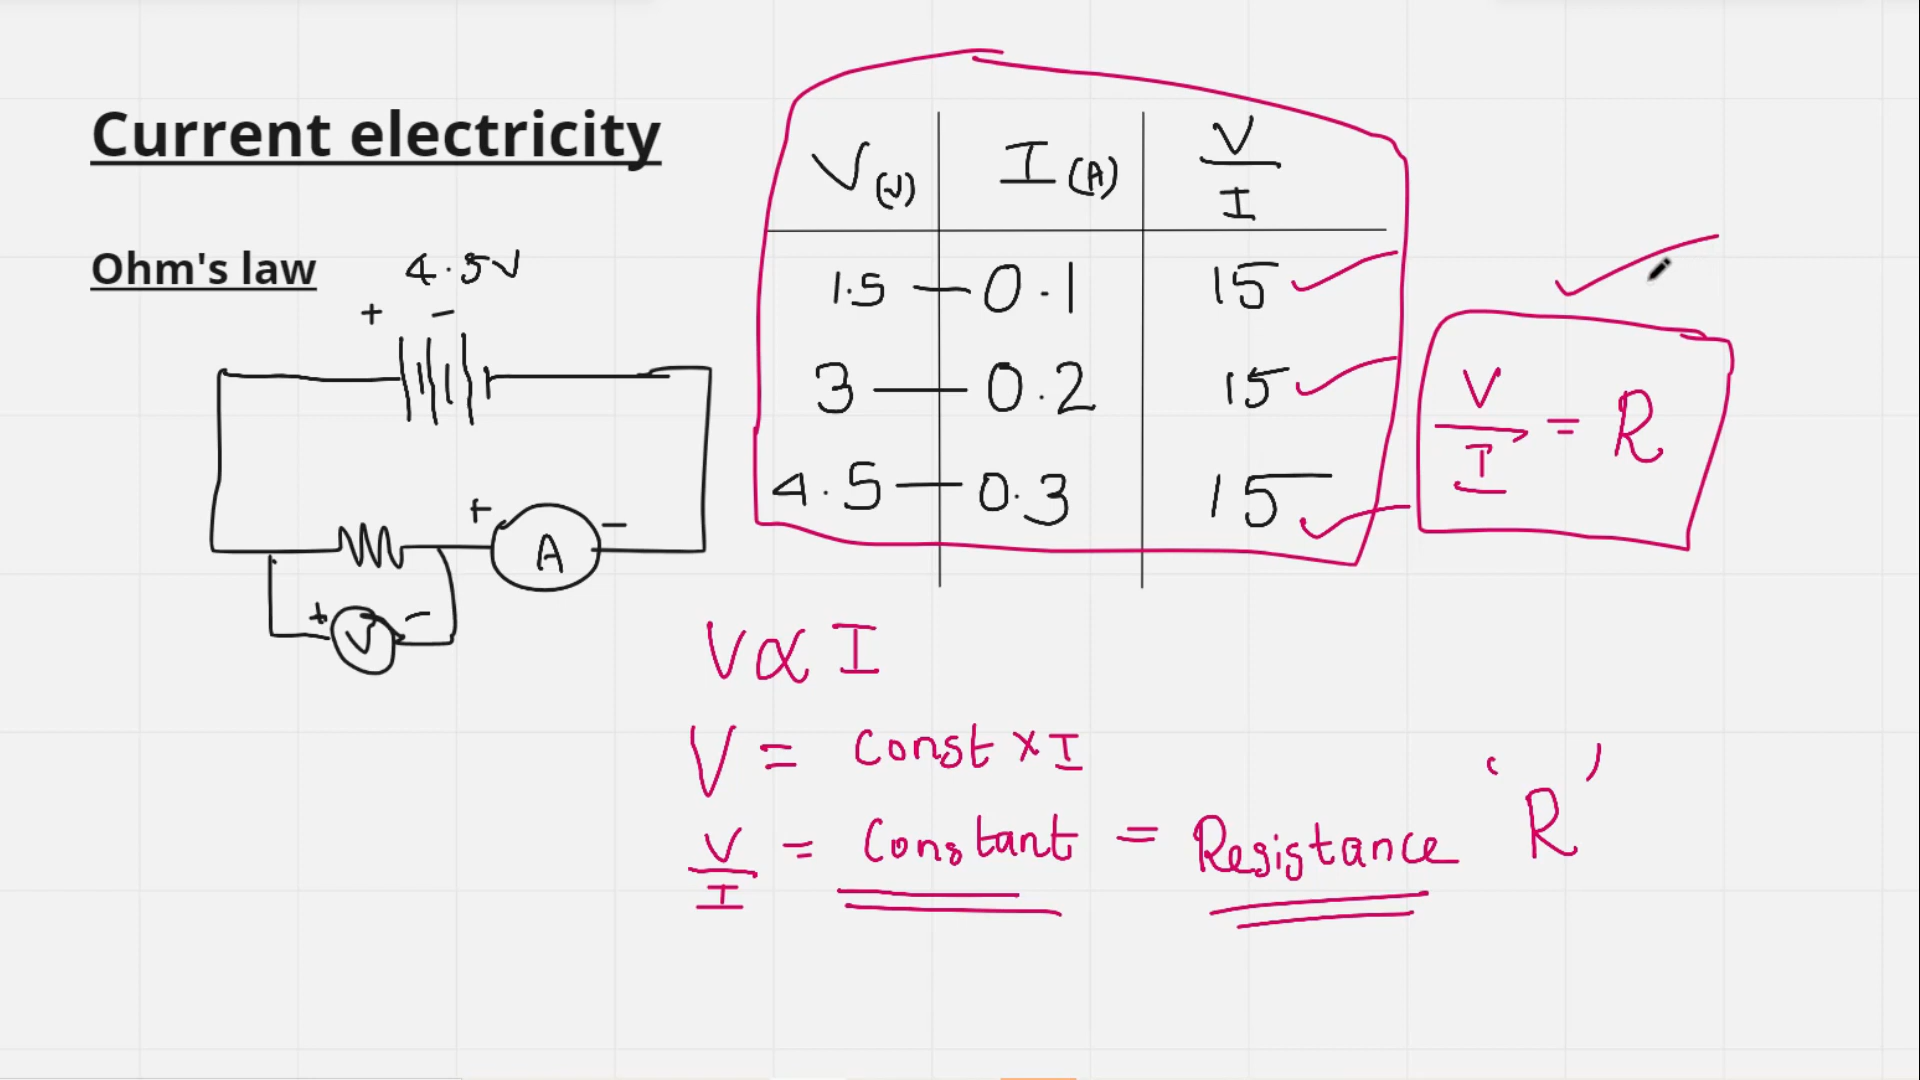 Current electricity
Ohm's law
4.5V
+ -
+ A -
+ V -
V(V) I(A) V/I
1.5 — 0.1 15
3 — 0.2 15
4.5 — 0.3 15
V/I = R
V ∝ I
V = Const × I
V/I = Constant = Resistance 'R'